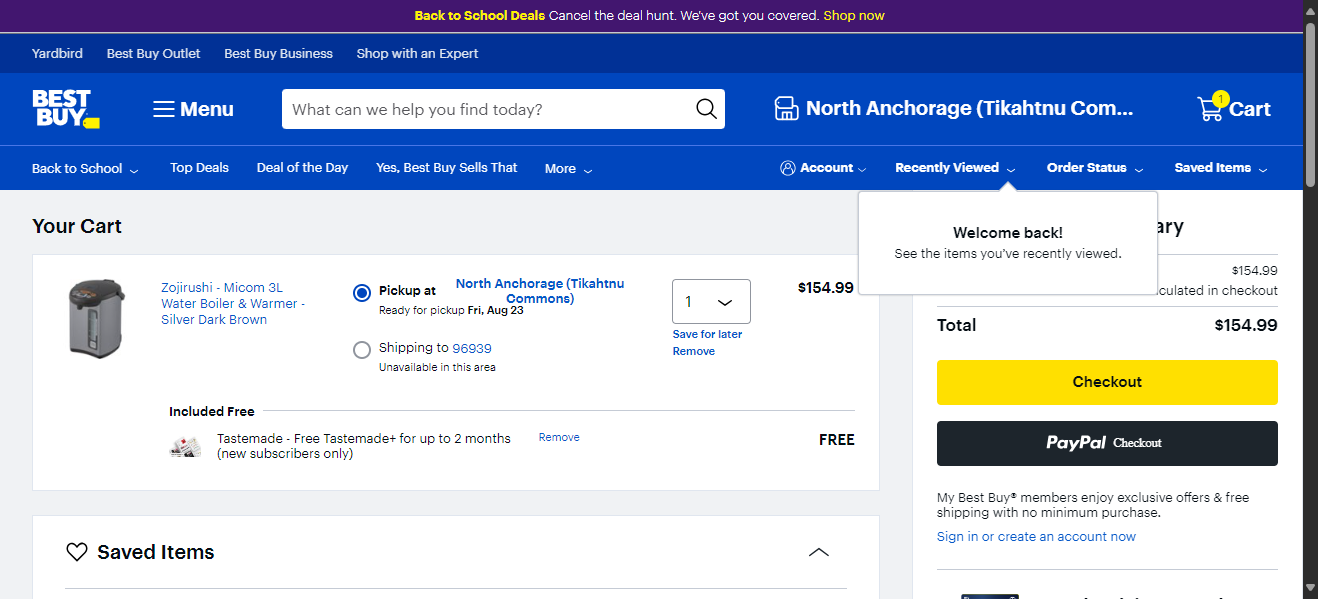 Back to School Deals Cancel the deal hunt. We've got you covered. Shop now
Yardbird Best Buy Outlet Best Buy Business Shop with an Expert
BEST BUY
Menu
What can we help you find today?
North Anchorage (Tikahtnu Com...
1
Cart
Back to School Top Deals Deal of the Day Yes, Best Buy Sells That More
Account Recently Viewed Order Status Saved Items
Welcome back!
See the items you've recently viewed.
Your Cart
Zojirushi - Micom 3L
Water Boiler & Warmer -
Silver Dark Brown
Pickup at
North Anchorage (Tikahtnu
Commons)
Ready for pickup Fri, Aug 23
Shipping to 96939
Unavailable in this area
1
Save for later
Remove
$154.99
Included Free
Tastemade - Free Tastemade+ for up to 2 months
(new subscribers only)
Remove
FREE
Saved Items
ary
$154.99
culated in checkout
Total $154.99
Checkout
PayPal Checkout
My Best Buy® members enjoy exclusive offers & free
shipping with no minimum purchase.
Sign in or create an account now